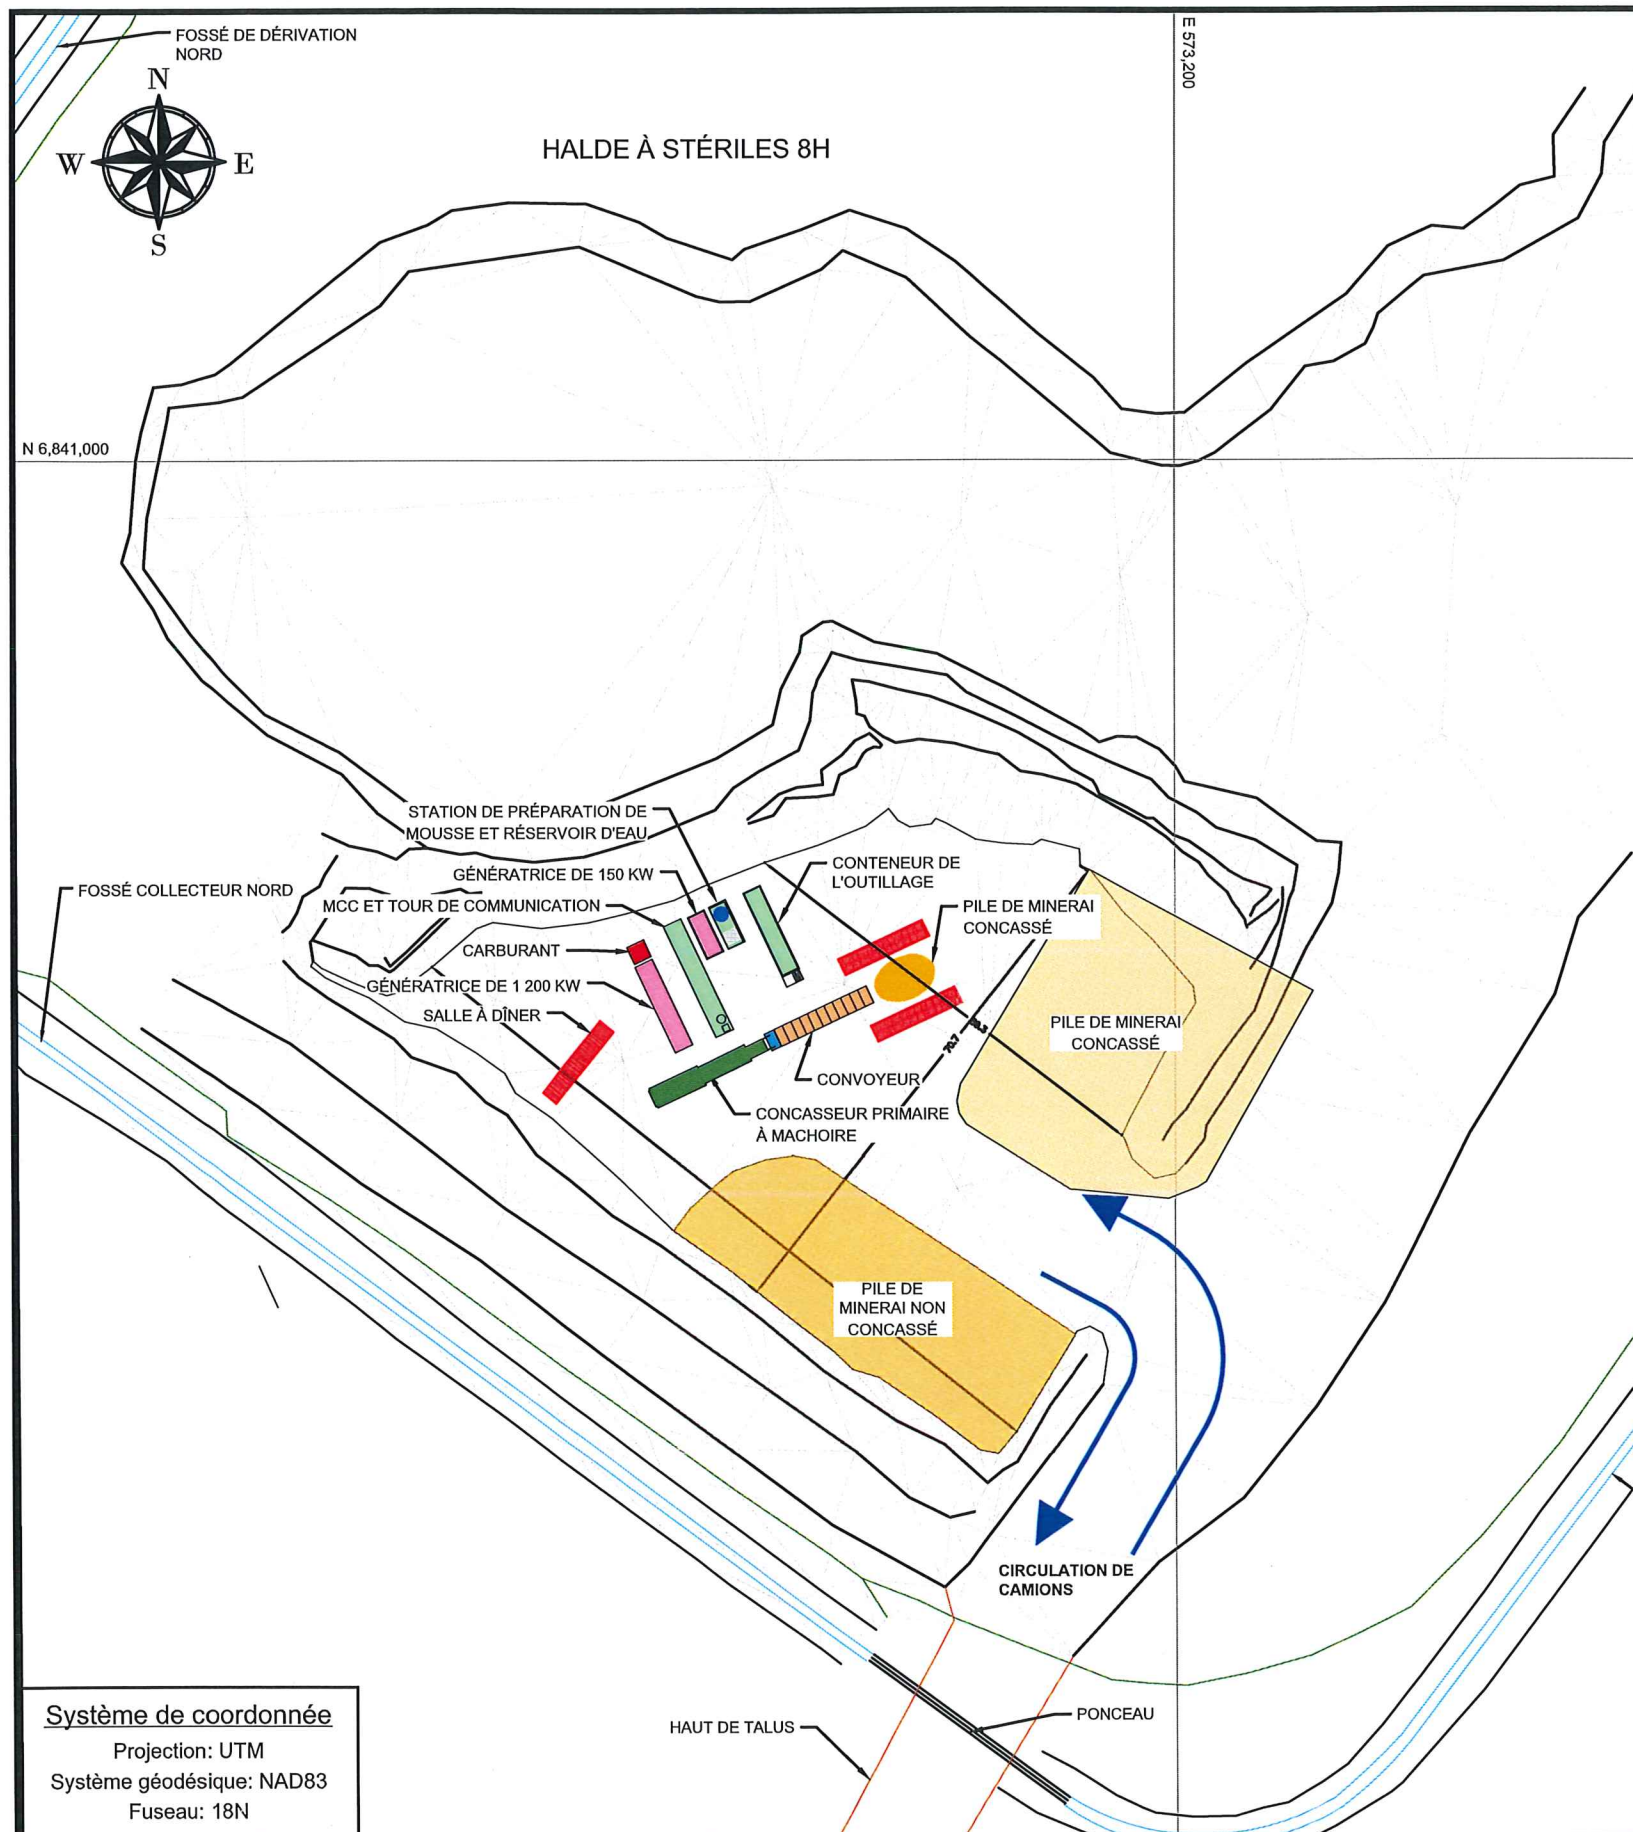 FOSSÉ DE DÉRIVATION
NORD
E 573,200
N
W
E
S
HALDE À STÉRILES 8H
N 6,841,000
STATION DE PRÉPARATION DE
MOUSSE ET RÉSERVOIR D'EAU
CONTENEUR DE
L'OUTILLAGE
GÉNÉRATRICE DE 150 KW
FOSSÉ COLLECTEUR NORD
MCC ET TOUR DE COMMUNICATION
PILE DE MINERAI
CONCASSÉ
CARBURANT
GÉNÉRATRICE DE 1 200 KW
SALLE À DÎNER
PILE DE MINERAI
CONCASSÉ
70.7
CONVOYEUR
CONCASSEUR PRIMAIRE
À MACHOIRE
PILE DE
MINERAI NON
CONCASSÉ
CIRCULATION DE
CAMIONS
PONCEAU
HAUT DE TALUS
Système de coordonnée
Projection: UTM
Système géodésique: NAD83
Fuseau: 18N